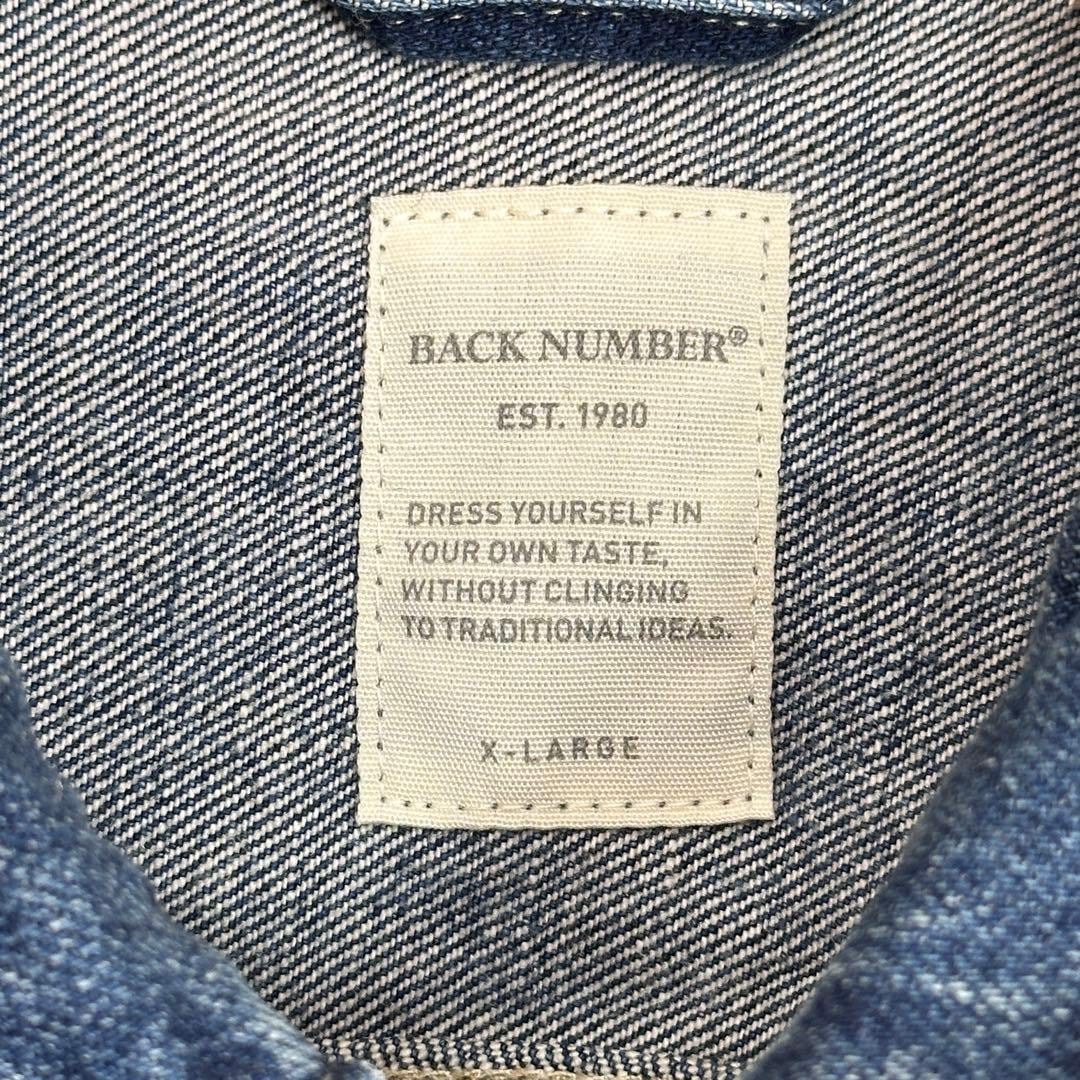 BACK NUMBER®
EST. 1980
DRESS YOURSELF IN
YOUR OWN TASTE,
WITHOUT CLINGING
TO TRADITIONAL IDEAS.
X-LARGE